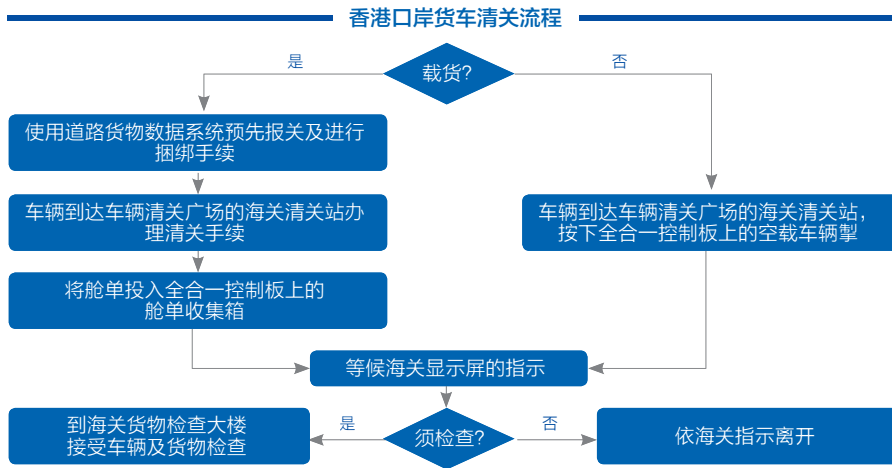 香港口岸货车清关流程
载货?
是
否
使用道路货物数据系统预先报关及进行
捆绑手续
车辆到达车辆清关广场的海关清关站办
理清关手续
将舱单投入全合一控制板上的
舱单收集箱
车辆到达车辆清关广场的海关清关站，
按下全合一控制板上的空载车辆掣
等候海关显示屏的指示
须检查?
是
否
到海关货物检查大楼
接受车辆及货物检查
依海关指示离开